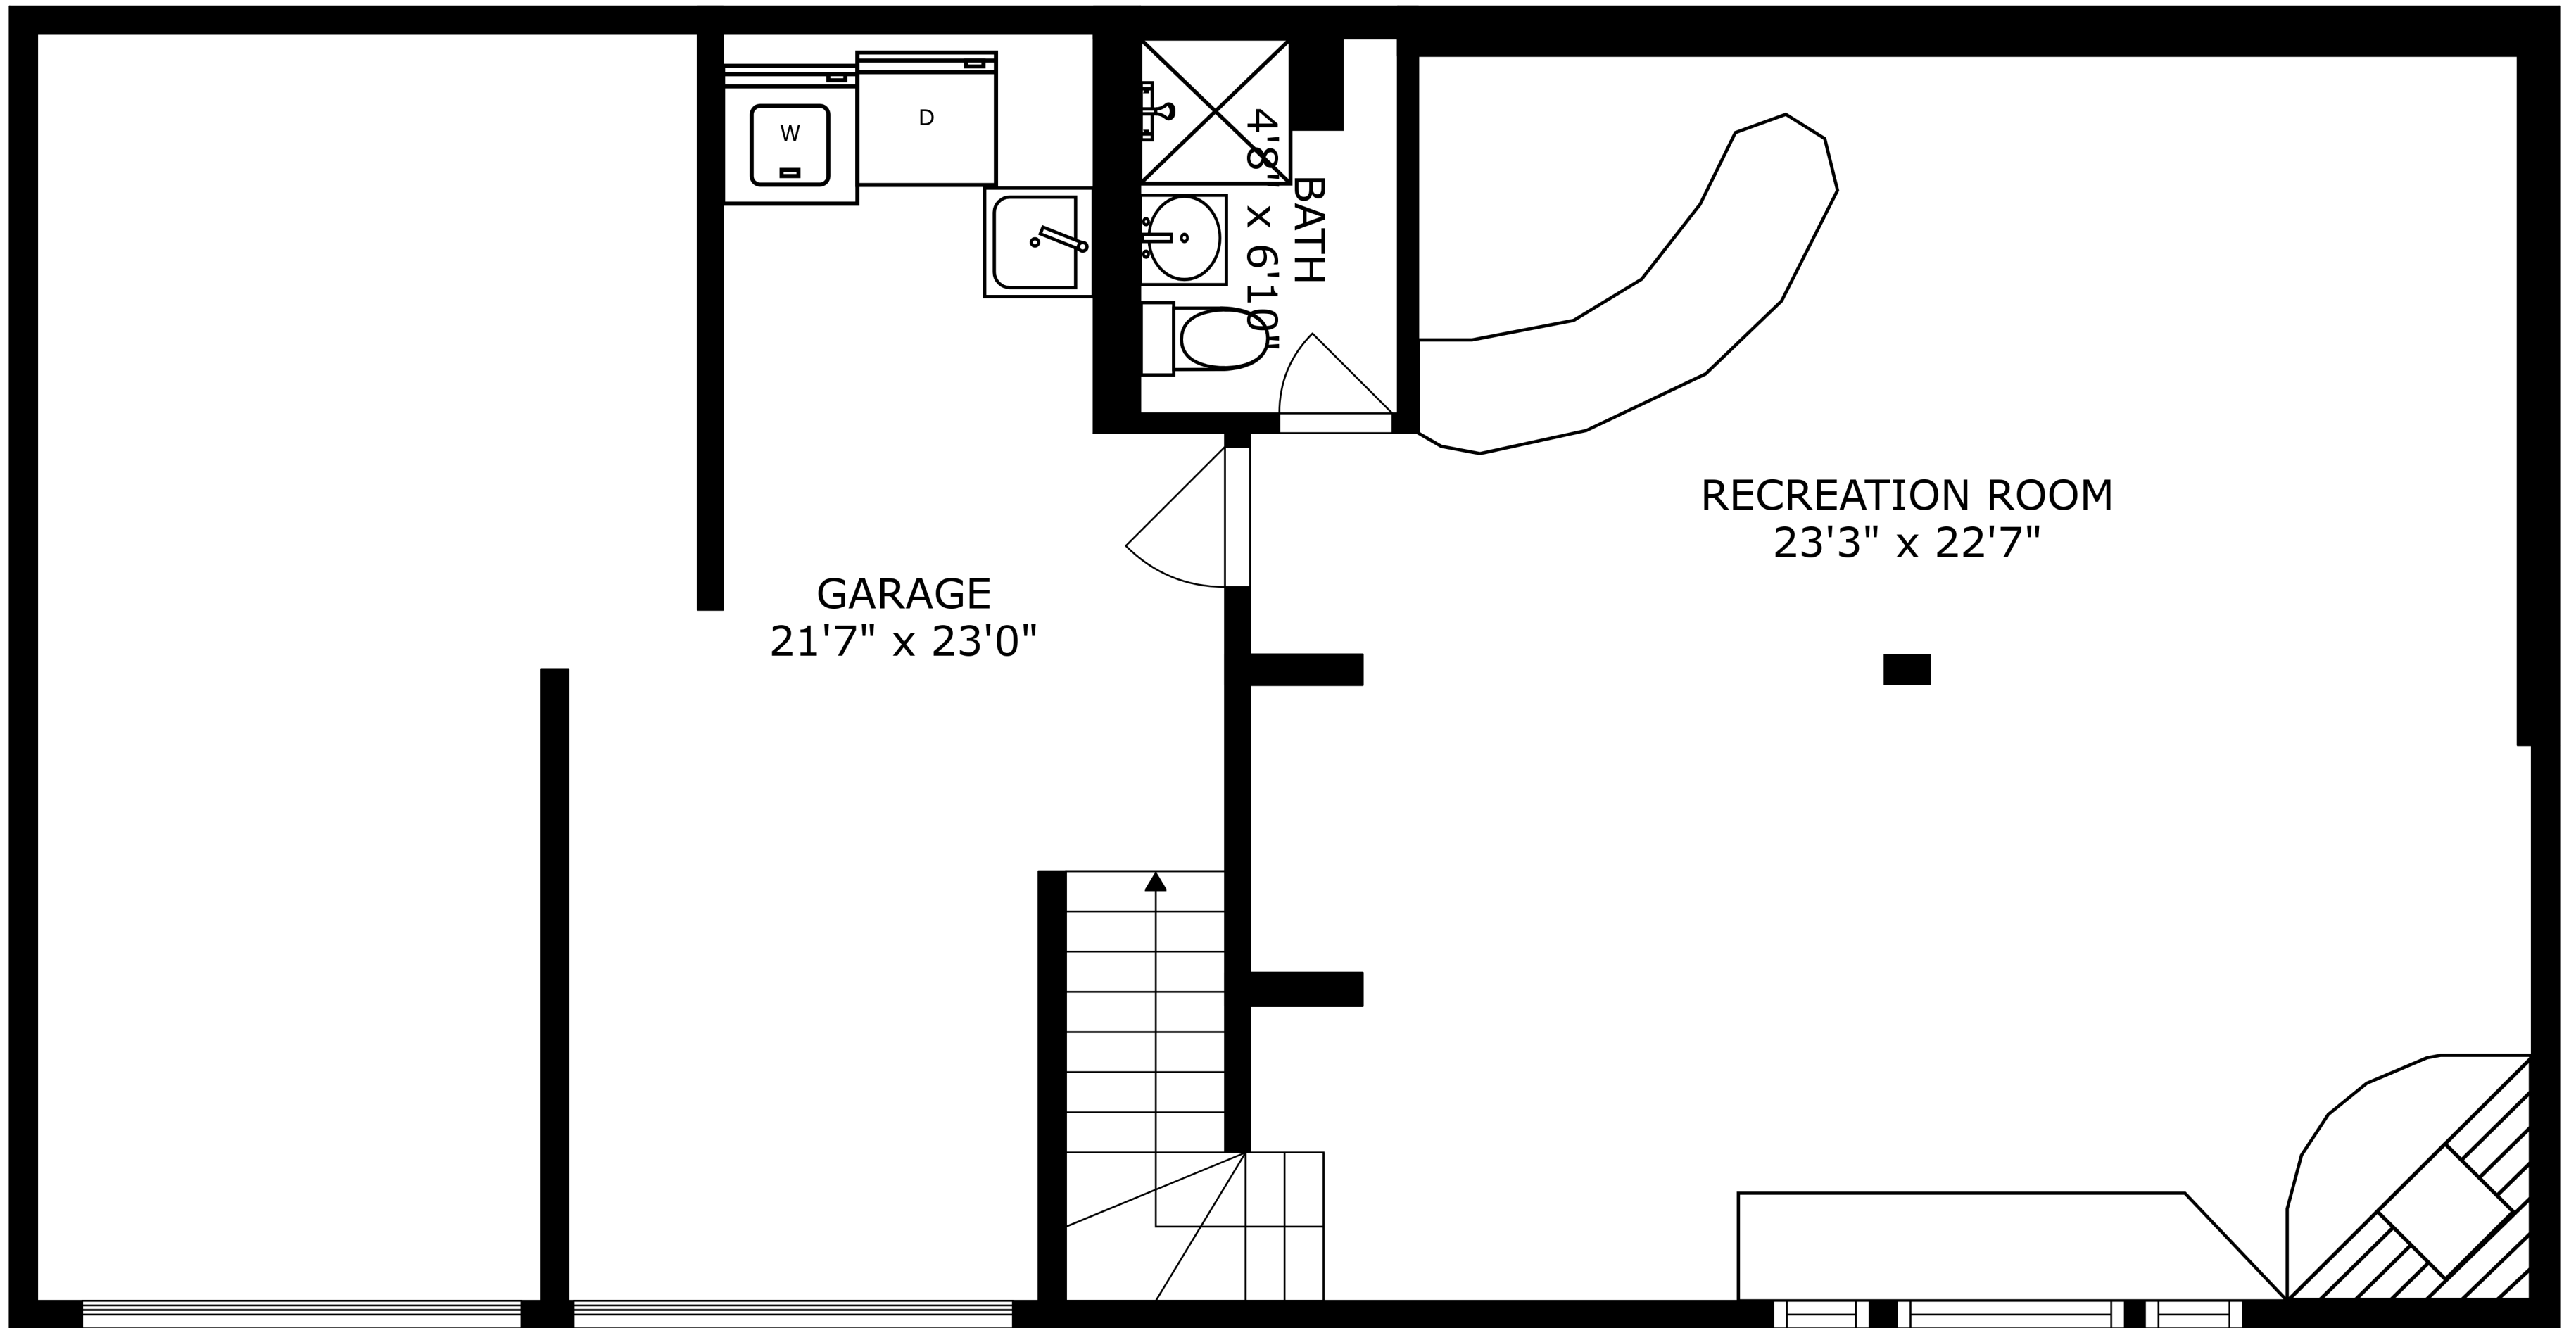 W
D
BATH
4'8" x 6'10"
RECREATION ROOM
23'3" x 22'7"
GARAGE
21'7" x 23'0"